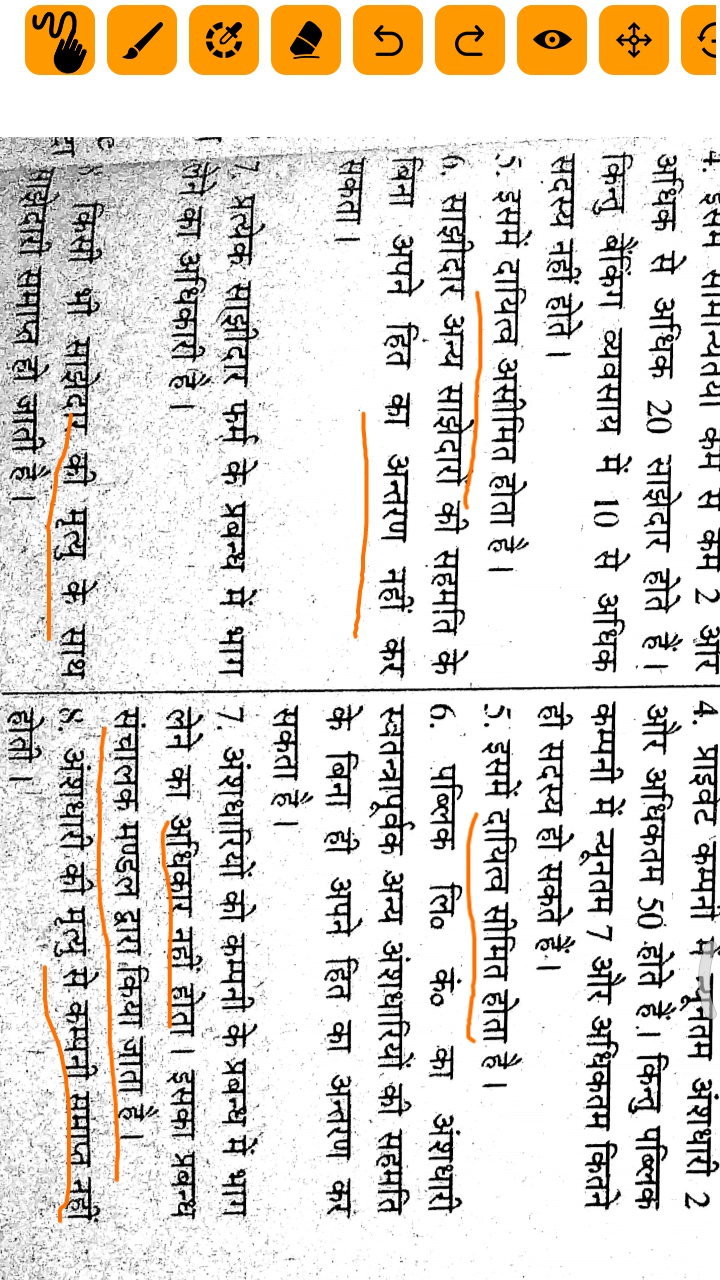 4. इसमें सामान्यतया कम से कम 2 और
अधिक से अधिक 20 साझेदार होते हैं।
किन्तु बैंकिंग व्यवसाय में 10 से अधिक
सदस्य नहीं होते।
5. इसमें दायित्व असीमित होता है।
6. साझीदार अन्य साझेदारों की सहमति के
बिना अपने हित का अन्तरण नहीं कर
सकता।
7. प्रत्येक साझीदार फर्म के प्रबन्ध में भाग
लेने का अधिकारी है।
किसी भी साझेदार की मृत्यु के साथ
साझेदारी समाप्त हो जाती है।
4. प्राइवेट कम्पनी में न्यूनतम अंशधारी 2
और अधिकतम 50 होते हैं। किन्तु पब्लिक
कम्पनी में न्यूनतम 7 और अधिकतम कितने
ही सदस्य हो सकते हैं।
5. इसमें दायित्व सीमित होता है।
6. पब्लिक लि० कं० का अंशधारी
स्वतन्त्रापूर्वक अन्य अंशधारियों की सहमति
के बिना ही अपने हित का अन्तरण कर
सकता है।
7. अंशधारियों को कम्पनी के प्रबन्ध में भाग
लेने का अधिकार नहीं होता। इसका प्रबन्ध
संचालक मण्डल द्वारा किया जाता है।
8. अंशधारी की मृत्यु से कम्पनी समाप्त नहीं
होती।